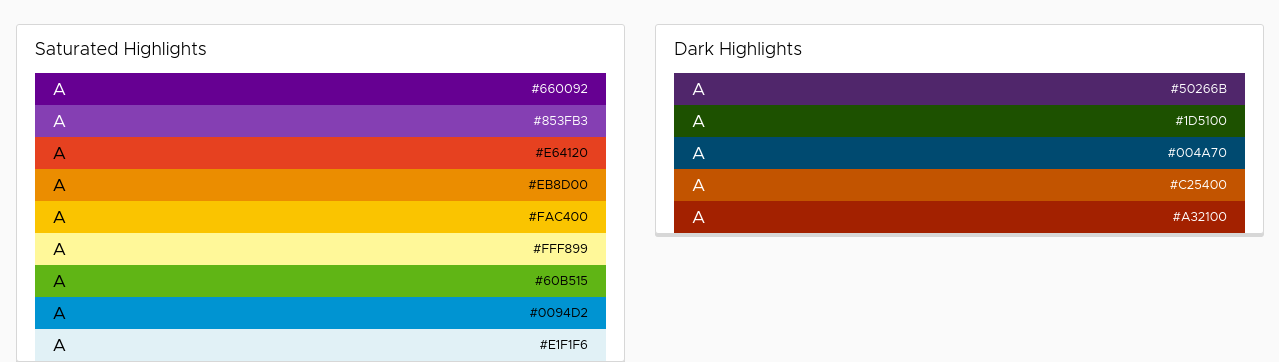 Saturated Highlights
A #660092
A #853FB3
A #E64120
A #EB8D00
A #FAC400
A #FFF899
A #60B515
A #0094D2
A #E1F1F6
Dark Highlights
A #50266B
A #1D5100
A #004A70
A #C25400
A #A32100